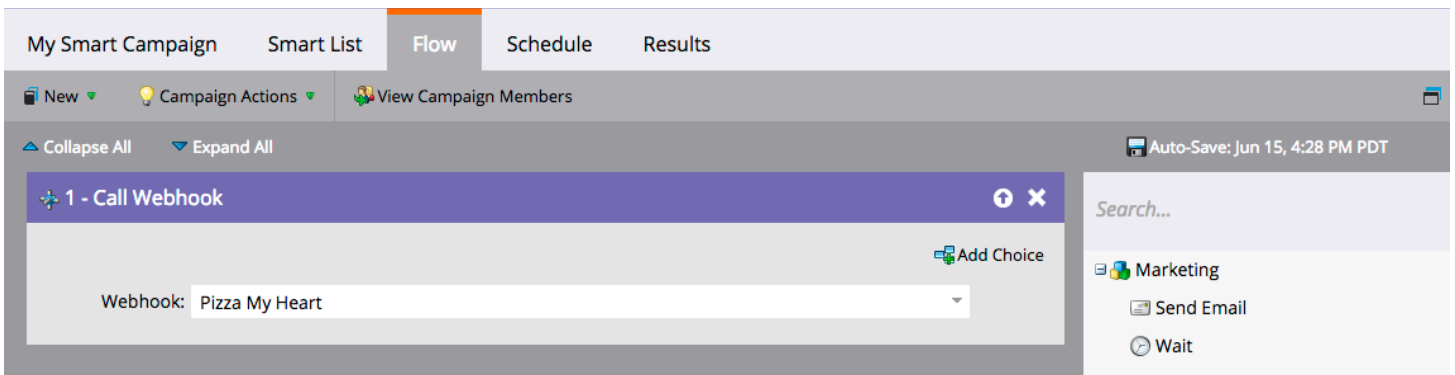 My Smart Campaign Smart List Flow Schedule Results
New Campaign Actions View Campaign Members
Collapse All Expand All Auto-Save: Jun 15, 4:28 PM PDT
1 - Call Webhook
Search...
Add Choice
Marketing
Webhook: Pizza My Heart
Send Email
Wait